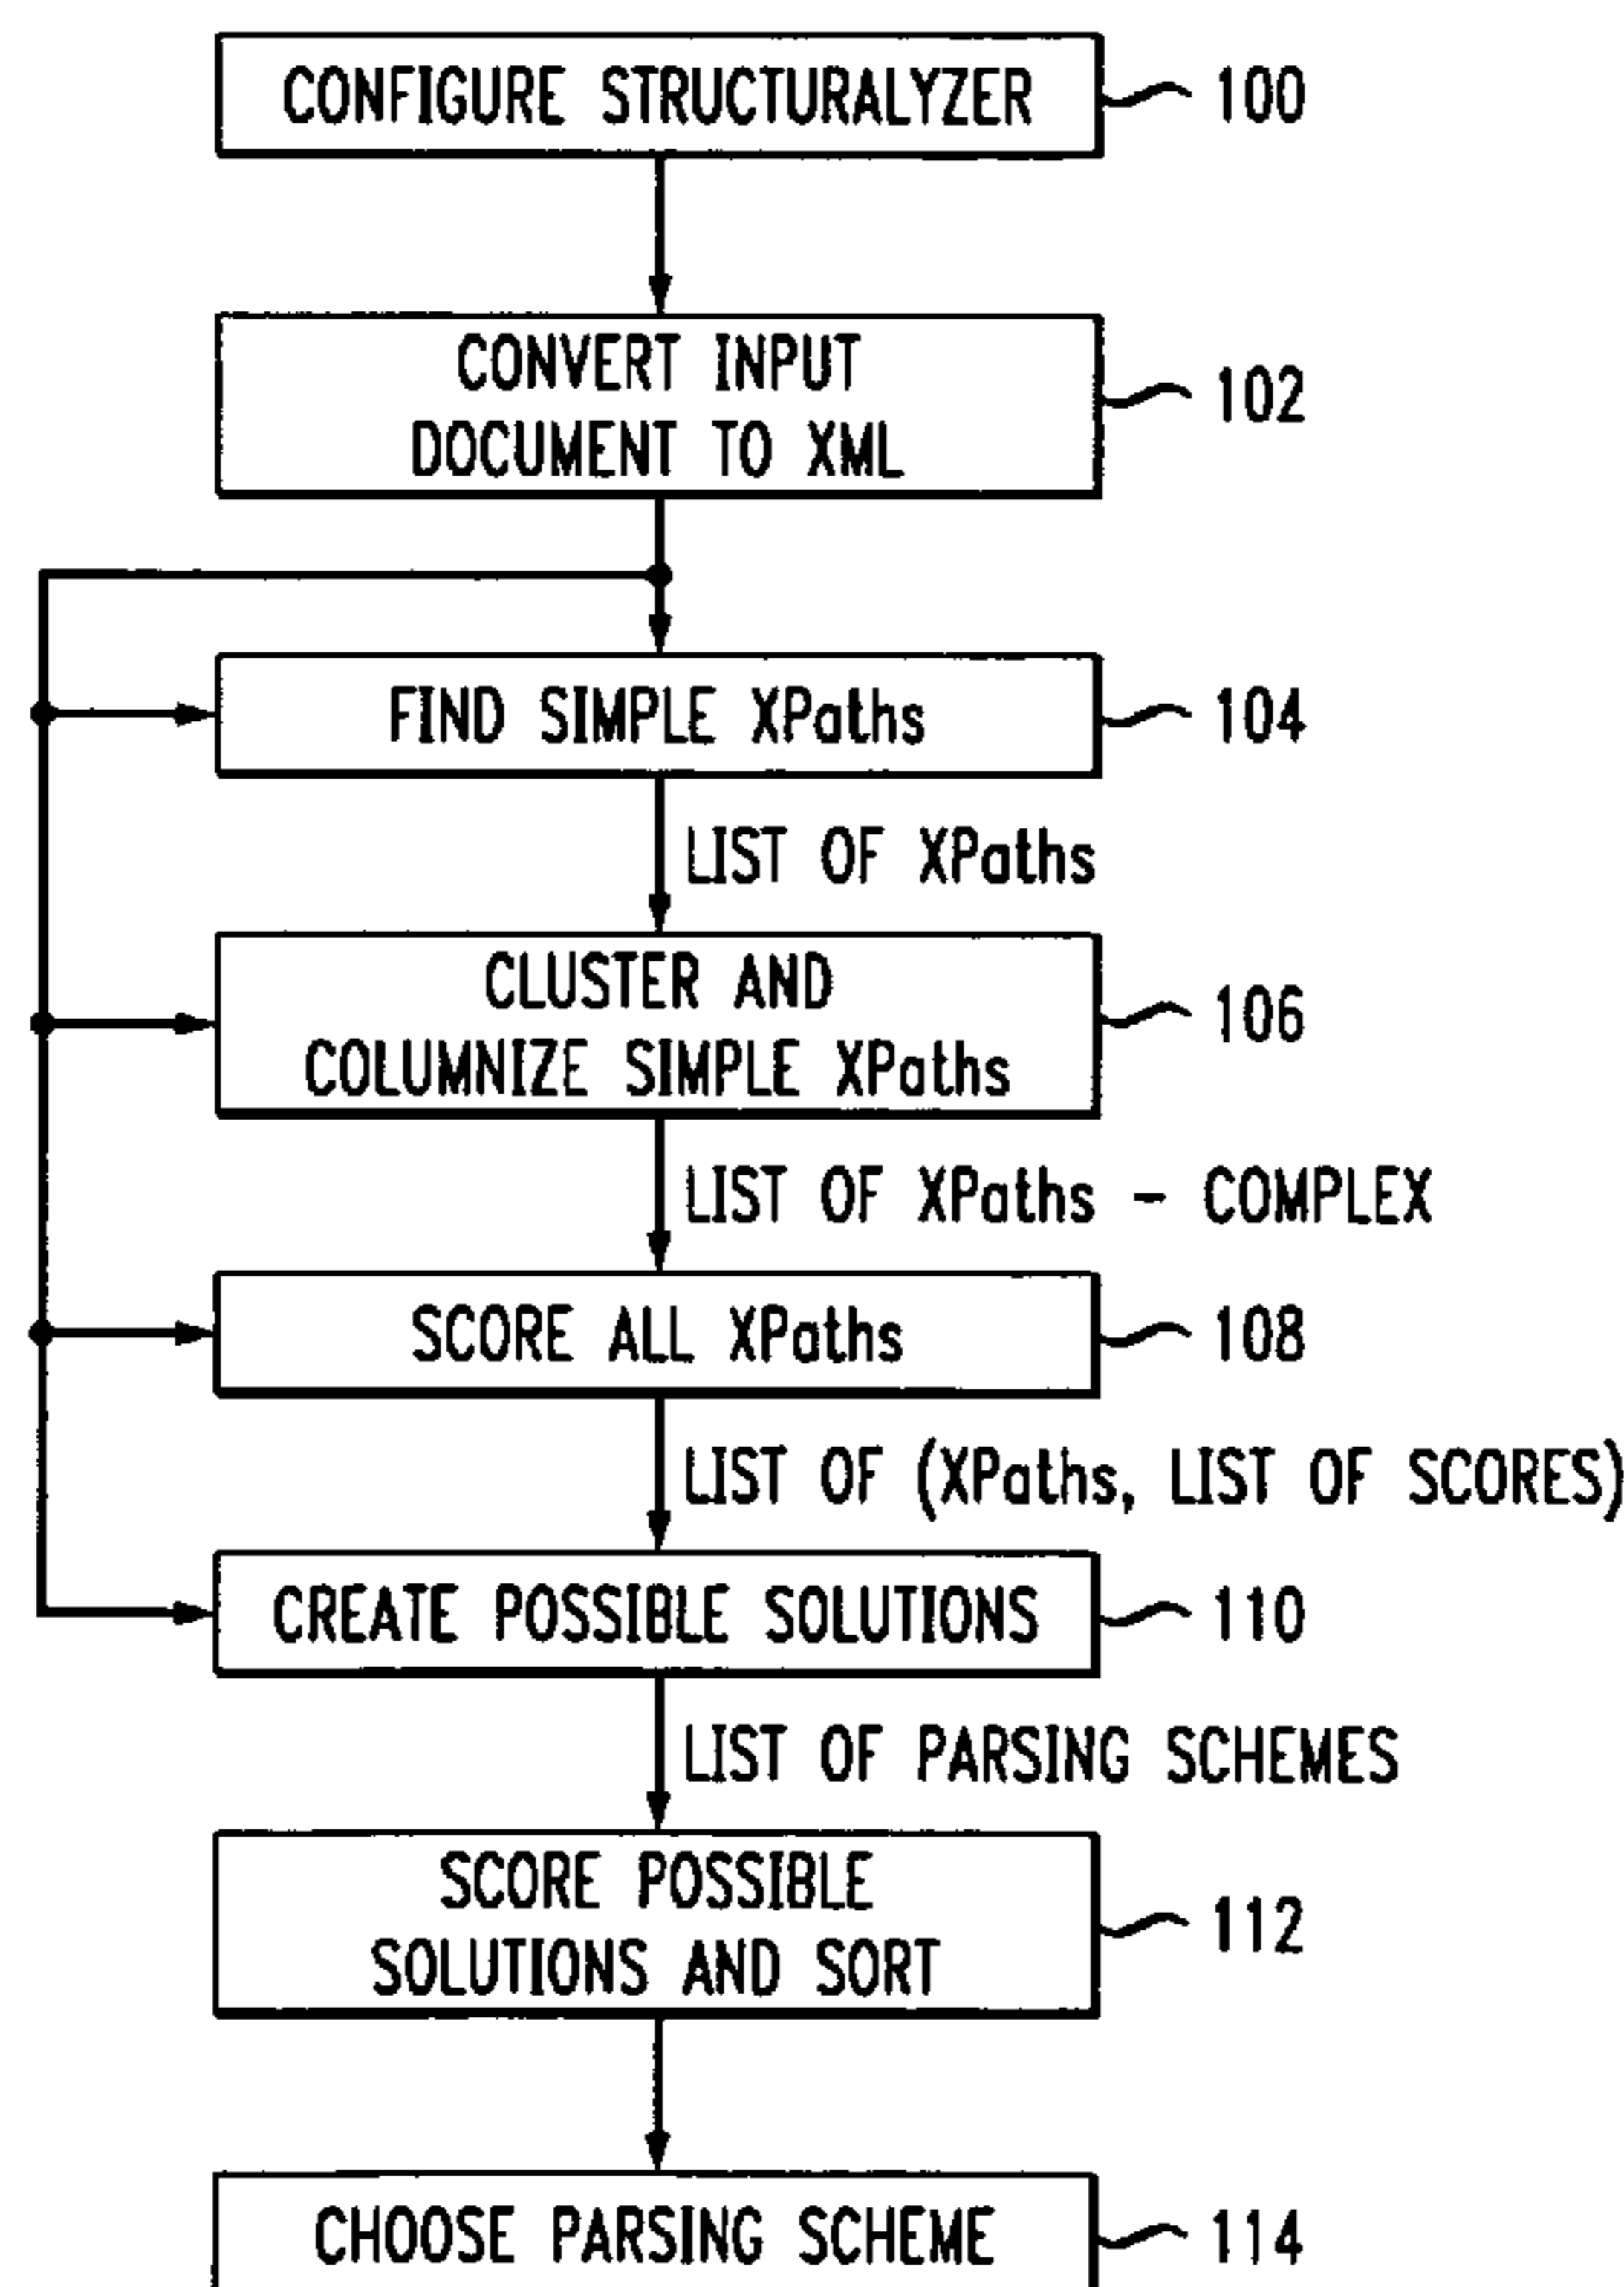 CONFIGURE STRUCTURALYZER
100
CONVERT INPUT
DOCUMENT TO XML
102
FIND SIMPLE XPaths
104
LIST OF XPaths
CLUSTER AND
COLUMNIZE SIMPLE XPaths
106
LIST OF XPaths - COMPLEX
SCORE ALL XPaths
108
LIST OF (XPaths, LIST OF SCORES)
CREATE POSSIBLE SOLUTIONS
110
LIST OF PARSING SCHEMES
SCORE POSSIBLE
SOLUTIONS AND SORT
112
CHOOSE PARSING SCHEME
114